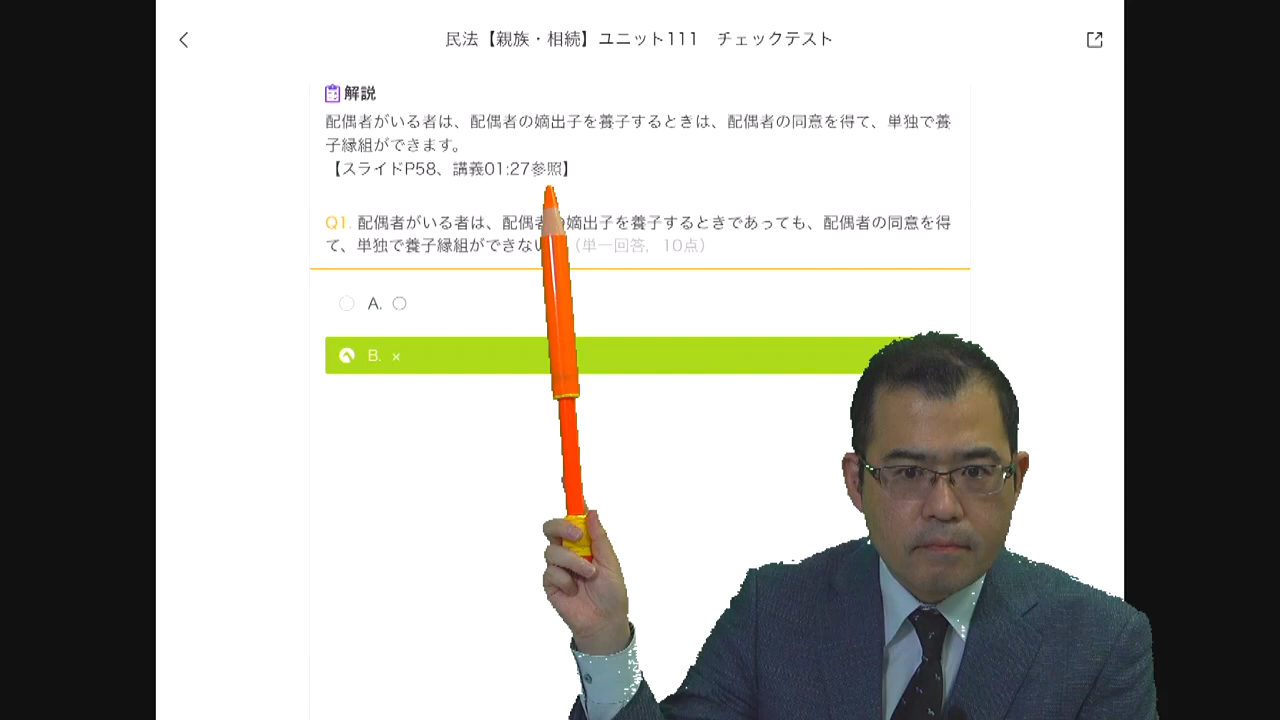 民法【親族・相続】ユニット111　チェックテスト
解説
配偶者がいる者は、配偶者の嫡出子を養子するときは、配偶者の同意を得て、単独で養
子縁組ができます。
【スライドP58、講義01:27参照】
Q1. 配偶者がいる者は、配偶者 嫡出子を養子するときであっても、配偶者の同意を得
て、単独で養子縁組ができな （単一回答, 10点）
A. ○
B. ×